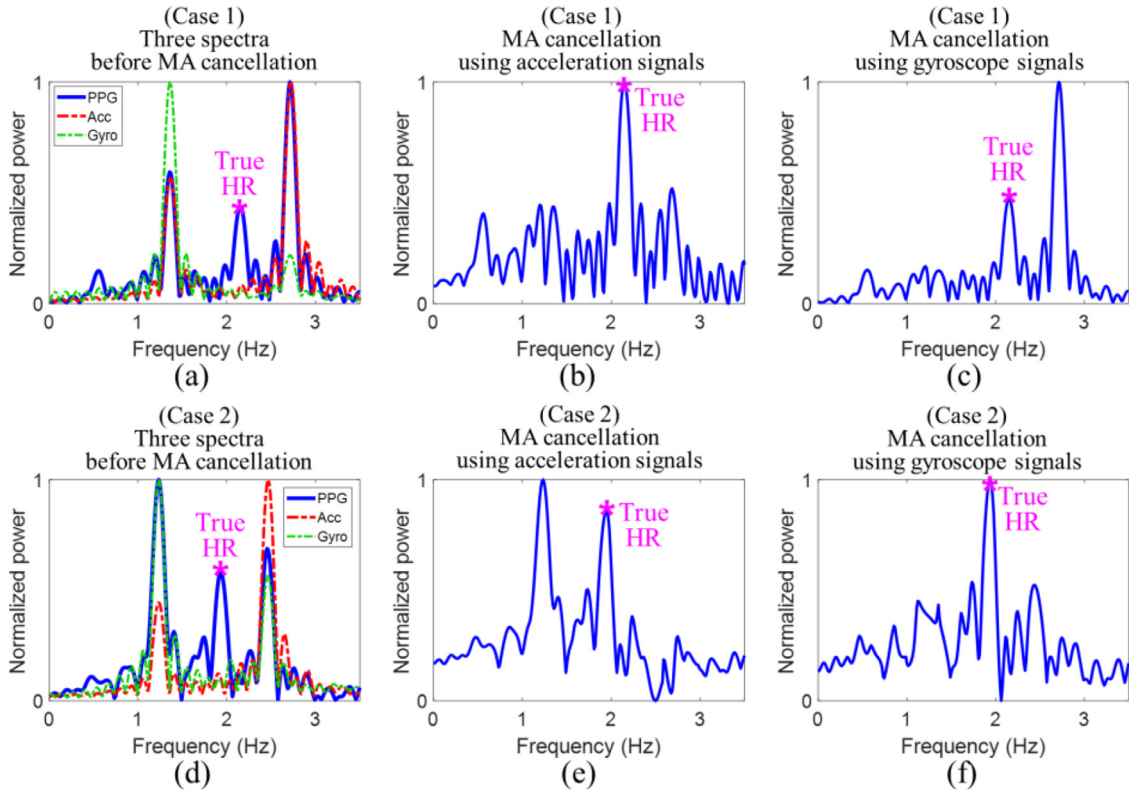 (Case 1)
Three spectra
before MA cancellation
1
PPG
Acc
Gyro
True
HR
Normalized power
0
0 1 2 3
Frequency (Hz)
(a)
(Case 1)
MA cancellation
using acceleration signals
1
True
HR
Normalized power
0
0 1 2 3
Frequency (Hz)
(b)
(Case 1)
MA cancellation
using gyroscope signals
1
True
HR
Normalized power
0
0 1 2 3
Frequency (Hz)
(c)
(Case 2)
Three spectra
before MA cancellation
1
PPG
Acc
Gyro
True
HR
Normalized power
0
0 1 2 3
Frequency (Hz)
(d)
(Case 2)
MA cancellation
using acceleration signals
1
True
HR
Normalized power
0
0 1 2 3
Frequency (Hz)
(e)
(Case 2)
MA cancellation
using gyroscope signals
1
True
HR
Normalized power
0
0 1 2 3
Frequency (Hz)
(f)